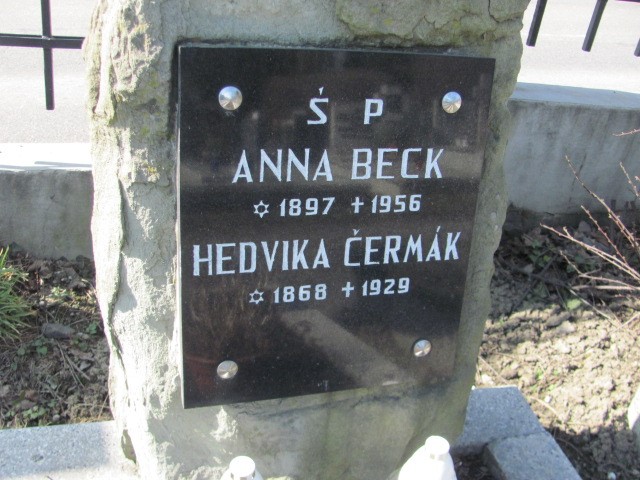 Ś P
ANNA BECK
✡ 1897 ✝ 1956
HEDVIKA ČERMÁK
✡ 1868 ✝ 1929